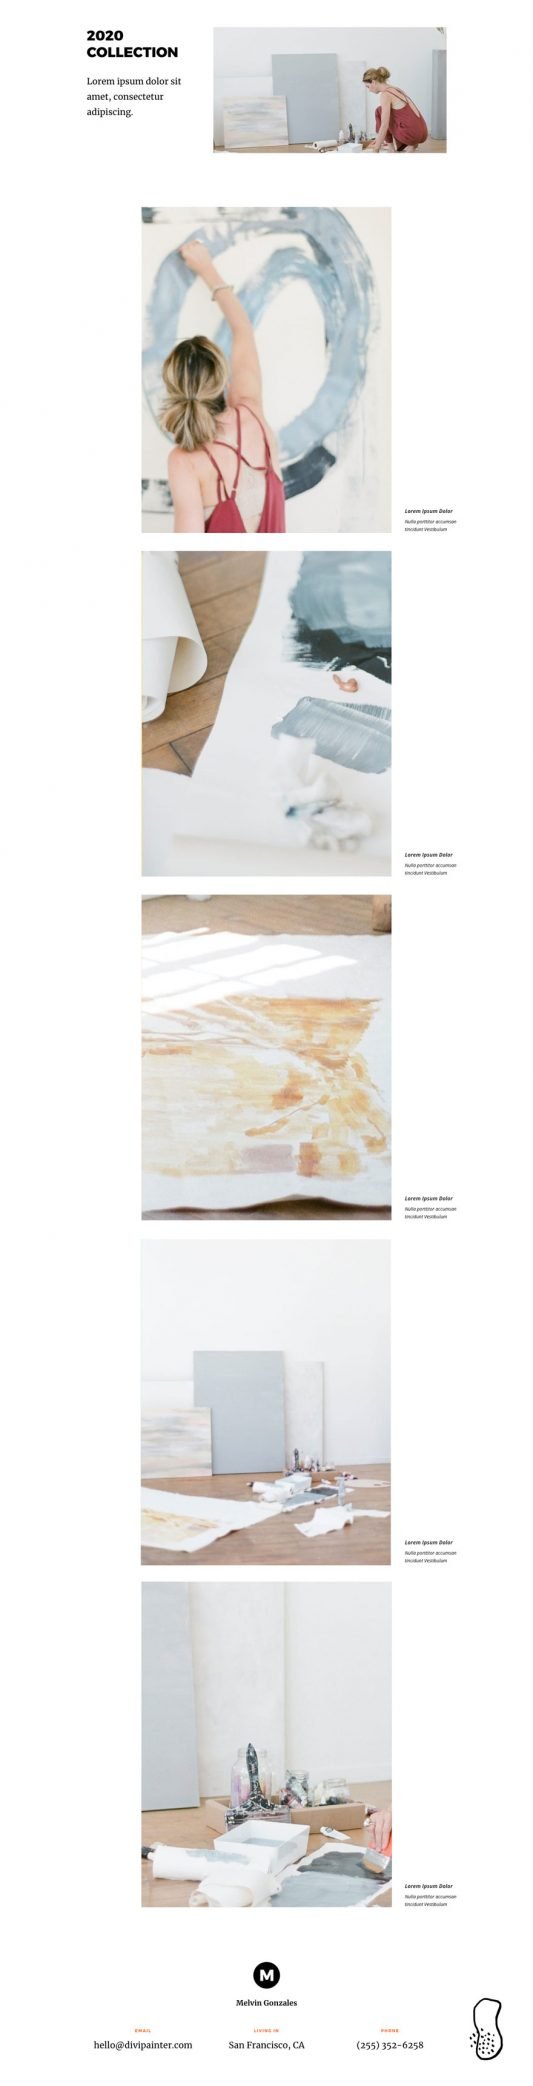 2020
COLLECTION
Lorem ipsum dolor sit
amet, consectetur
adipiscing.
Lorem Ipsum Dolor
Nulla porttitor accumsan
tincidunt Vestibulum
Lorem Ipsum Dolor
Nulla porttitor accumsan
tincidunt Vestibulum
Lorem Ipsum Dolor
Nulla porttitor accumsan
tincidunt Vestibulum
Lorem Ipsum Dolor
Nulla porttitor accumsan
tincidunt Vestibulum
Lorem Ipsum Dolor
Nulla porttitor accumsan
tincidunt Vestibulum
M
Melvin Gonzales
EMAIL
hello@divipainter.com
LIVING IN
San Francisco, CA
PHONE
(255) 352-6258